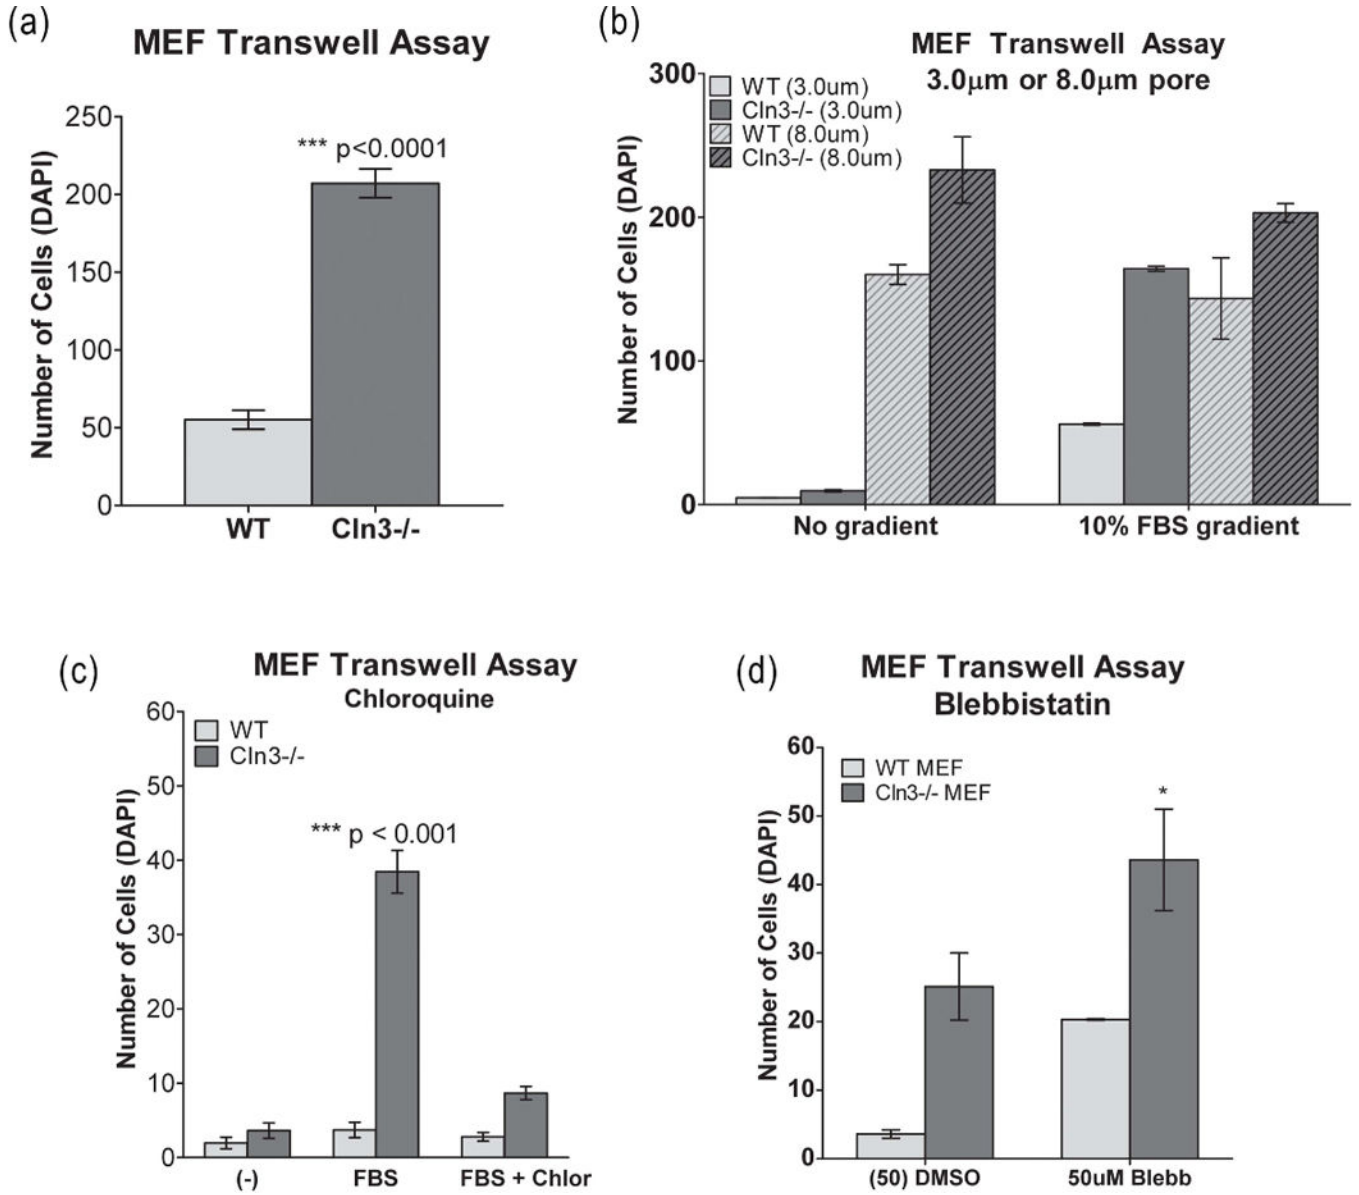 (a)
MEF Transwell Assay
250
200
150
100
50
0
Number of Cells (DAPI)
*** p<0.0001
WT Cln3-/-
(b)
MEF Transwell Assay
3.0μm or 8.0μm pore
300
200
100
0
Number of Cells (DAPI)
WT (3.0um)
Cln3-/- (3.0um)
WT (8.0um)
Cln3-/- (8.0um)
No gradient 10% FBS gradient
(c)
MEF Transwell Assay
Chloroquine
60
50
40
30
20
10
0
Number of Cells (DAPI)
WT
Cln3-/-
*** p < 0.001
(-) FBS FBS + Chlor
(d)
MEF Transwell Assay
Blebbistatin
60
50
40
30
20
10
0
Number of Cells (DAPI)
WT MEF
Cln3-/- MEF
*
(50) DMSO 50uM Blebb